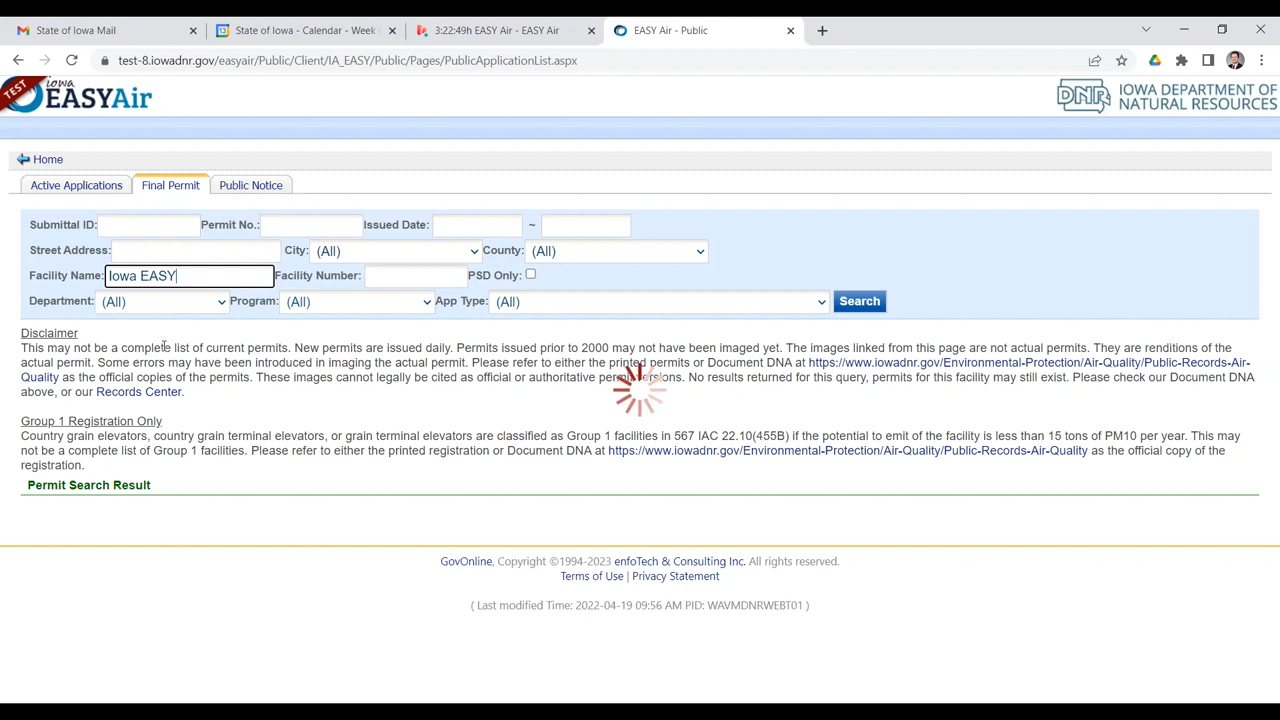 State of Iowa Mail
State of Iowa - Calendar - Week
3:22:49h EASY Air - EASY Air
EASY Air - Public
test-8.iowadnr.gov/easyair/Public/Client/IA_EASY/Public/Pages/PublicApplicationList.aspx
TEST
iowa
EASYAir
DNR
IOWA DEPARTMENT OF
NATURAL RESOURCES
Home
Active Applications
Final Permit
Public Notice
Submittal ID: Permit No.: Issued Date: ~
Street Address: City: (All) County: (All)
Facility Name: Iowa EASY Facility Number: PSD Only:
Department: (All) Program: (All) App Type: (All) Search
Disclaimer
This may not be a complete list of current permits. New permits are issued daily. Permits issued prior to 2000 may not have been imaged yet. The images linked from this page are not actual permits. They are renditions of the
actual permit. Some errors may have been introduced in imaging the actual permit. Please refer to either the printed permits or Document DNA at https://www.iowadnr.gov/Environmental-Protection/Air-Quality/Public-Records-Air-
Quality as the official copies of the permits. These images cannot legally be cited as official or authoritative permit versions. No results returned for this query, permits for this facility may still exist. Please check our Document DNA
above, or our Records Center.
Group 1 Registration Only
Country grain elevators, country grain terminal elevators, or grain terminal elevators are classified as Group 1 facilities in 567 IAC 22.10(455B) if the potential to emit of the facility is less than 15 tons of PM10 per year. This may
not be a complete list of Group 1 facilities. Please refer to either the printed registration or Document DNA at https://www.iowadnr.gov/Environmental-Protection/Air-Quality/Public-Records-Air-Quality as the official copy of the
registration.
Permit Search Result
GovOnline, Copyright ©1994-2023 enfoTech & Consulting Inc. All rights reserved.
Terms of Use | Privacy Statement
( Last modified Time: 2022-04-19 09:56 AM PID: WAVMDNRWEBT01 )